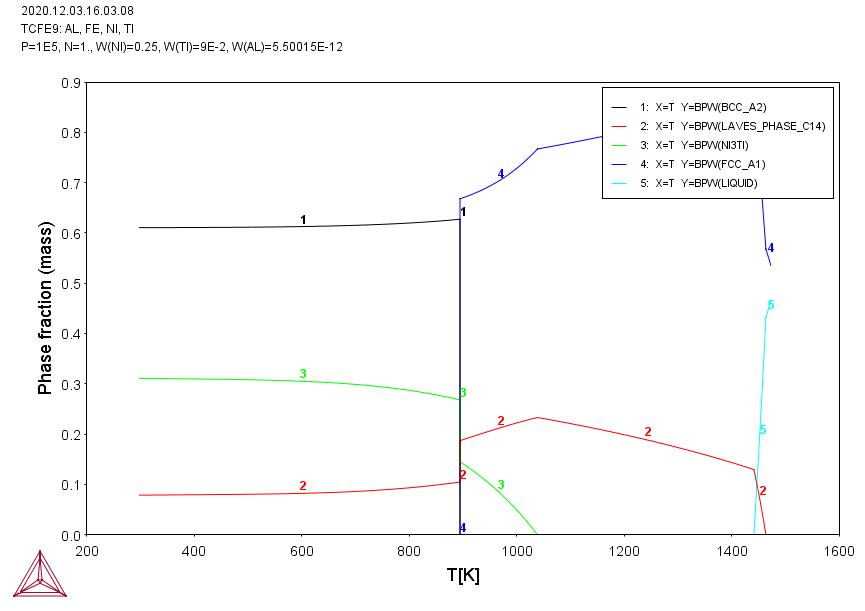 2020.12.03.16.03.08
TCFE9: AL, FE, NI, TI
P=1E5, N=1., W(NI)=0.25, W(TI)=9E-2, W(AL)=5.50015E-12
0.9
0.8
0.7
0.6
0.5
0.4
0.3
0.2
0.1
0.0
Phase fraction (mass)
1: X=T Y=BPW(BCC_A2)
2: X=T Y=BPW(LAVES_PHASE_C14)
3: X=T Y=BPW(NI3TI)
4: X=T Y=BPW(FCC_A1)
5: X=T Y=BPW(LIQUID)
4
1
1
4
5
3
3
2
2
5
2
3
2
2
4
200 400 600 800 1000 1200 1400 1600
T[K]